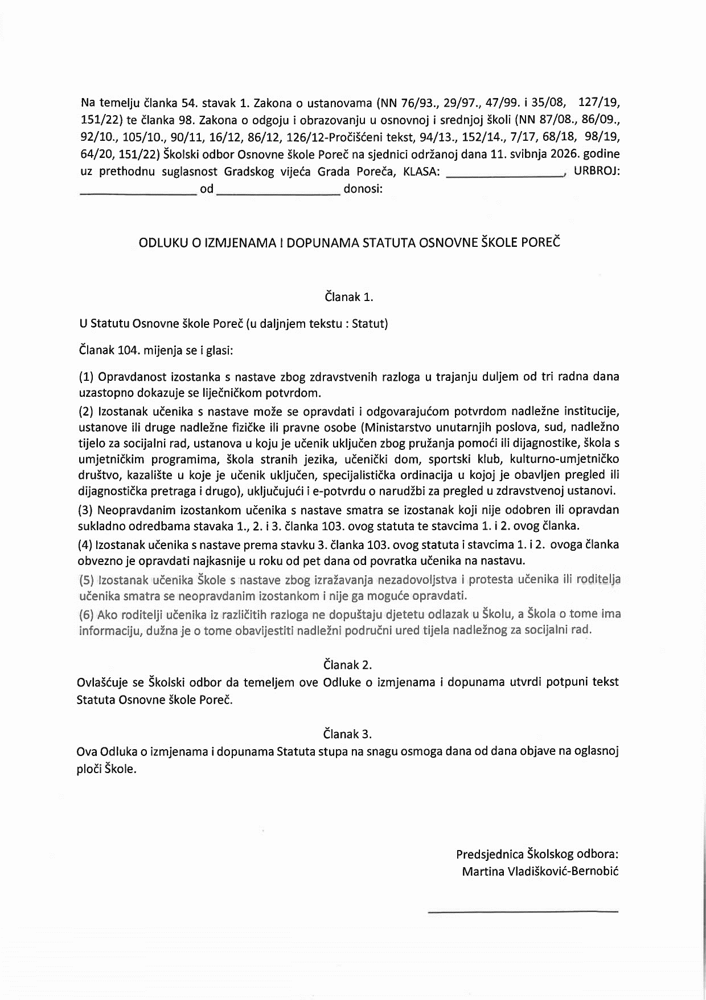 Na temelju članka 54. stavak 1. Zakona o ustanovama (NN 76/93., 29/97., 47/99. i 35/08, 127/19,
151/22) te članka 98. Zakona o odgoju i obrazovanju u osnovnoj i srednjoj školi (NN 87/08., 86/09.,
92/10., 105/10., 90/11, 16/12, 86/12, 126/12-Pročišćeni tekst, 94/13., 152/14., 7/17, 68/18, 98/19,
64/20, 151/22) Školski odbor Osnovne škole Poreč na sjednici održanoj dana 11. svibnja 2026. godine
uz prethodnu suglasnost Gradskog vijeća Grada Poreča, KLASA: ___________________, URBROJ:
___________________ od ____________________ donosi:
ODLUKU O IZMJENAMA I DOPUNAMA STATUTA OSNOVNE ŠKOLE POREČ
Članak 1.
U Statutu Osnovne škole Poreč (u daljnjem tekstu : Statut)
Članak 104. mijenja se i glasi:
(1) Opravdanost izostanka s nastave zbog zdravstvenih razloga u trajanju duljem od tri radna dana
uzastopno dokazuje se liječničkom potvrdom.
(2) Izostanak učenika s nastave može se opravdati i odgovarajućom potvrdom nadležne institucije,
ustanove ili druge nadležne fizičke ili pravne osobe (Ministarstvo unutarnjih poslova, sud, nadležno
tijelo za socijalni rad, ustanova u koju je učenik uključen zbog pružanja pomoći ili dijagnostike, škola s
umjetničkim programima, škola stranih jezika, učenički dom, sportski klub, kulturno-umjetničko
društvo, kazalište u koje je učenik uključen, specijalistička ordinacija u kojoj je obavljen pregled ili
dijagnostička pretraga i drugo), uključujući i e-potvrdu o narudžbi za pregled u zdravstvenoj ustanovi.
(3) Neopravdanim izostankom učenika s nastave smatra se izostanak koji nije odobren ili opravdan
sukladno odredbama stavaka 1., 2. i 3. članka 103. ovog statuta te stavcima 1. i 2. ovog članka.
(4) Izostanak učenika s nastave prema stavku 3. članka 103. ovog statuta i stavcima 1. i 2. ovoga članka
obvezno je opravdati najkasnije u roku od pet dana od povratka učenika na nastavu.
(5) Izostanak učenika Škole s nastave zbog izražavanja nezadovoljstva i protesta učenika ili roditelja
učenika smatra se neopravdanim izostankom i nije ga moguće opravdati.
(6) Ako roditelji učenika iz različitih razloga ne dopuštaju djetetu odlazak u Školu, a Škola o tome ima
informaciju, dužna je o tome obavijestiti nadležni područni ured tijela nadležnog za socijalni rad.
Članak 2.
Ovlašćuje se Školski odbor da temeljem ove Odluke o izmjenama i dopunama utvrdi potpuni tekst
Statuta Osnovne škole Poreč.
Članak 3.
Ova Odluka o izmjenama i dopunama Statuta stupa na snagu osmoga dana od dana objave na oglasnoj
ploči Škole.
Predsjednica Školskog odbora:
Martina Vladišković-Bernobić